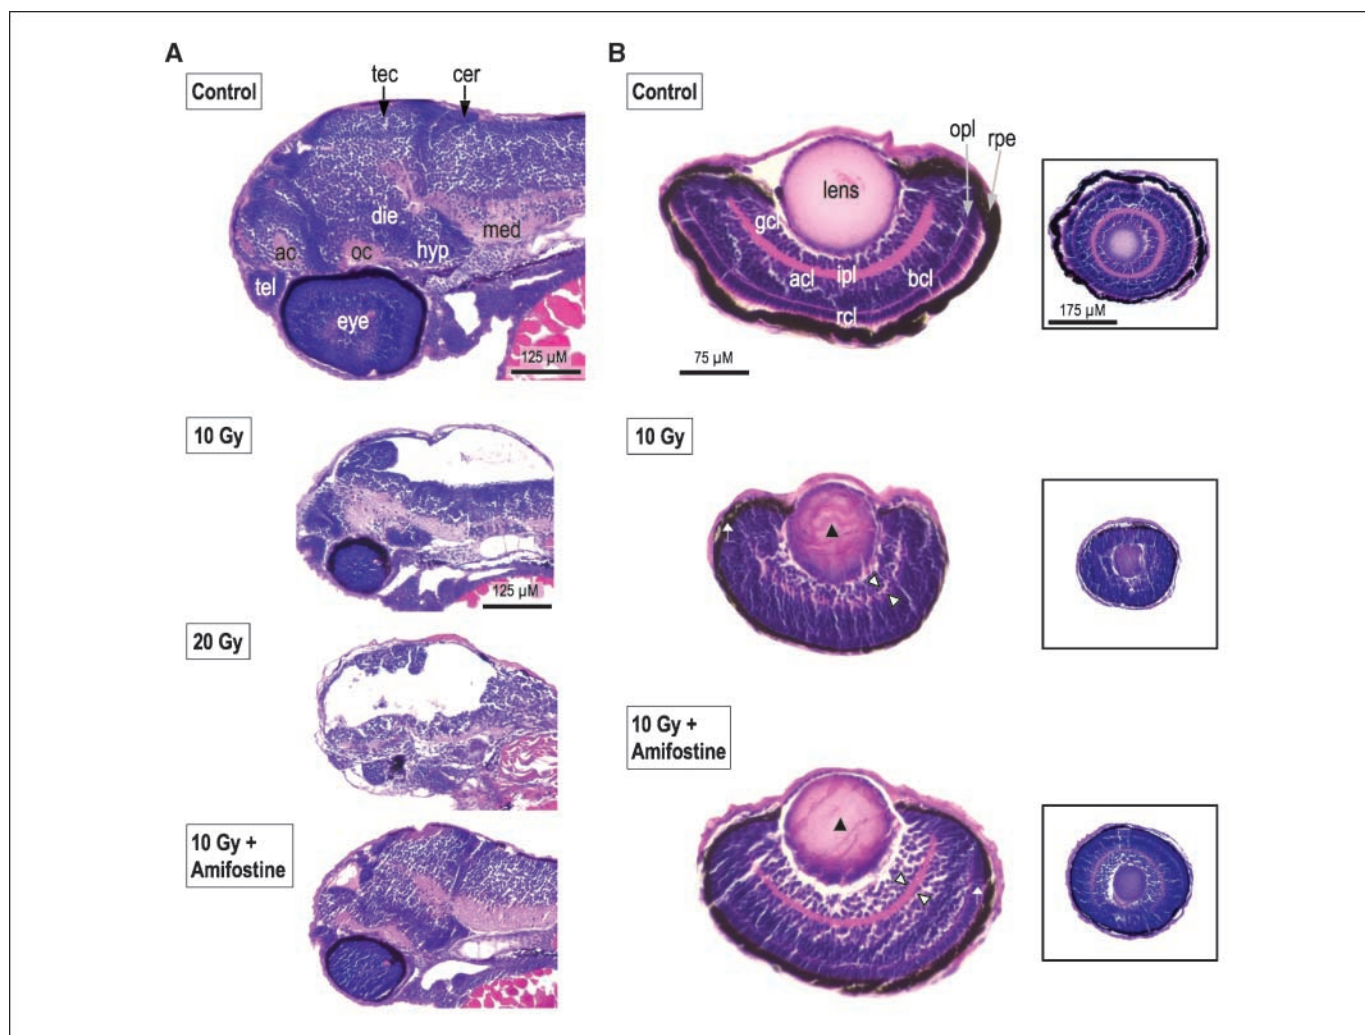 A
B
Control
tec
cer
die
med
hyp
ac
oc
tel
eye
125 µM
Control
opl
rpe
lens
gcl
acl
ipl
bcl
rcl
75 µM
175 µM
10 Gy
125 µM
10 Gy
20 Gy
10 Gy +
Amifostine
10 Gy +
Amifostine